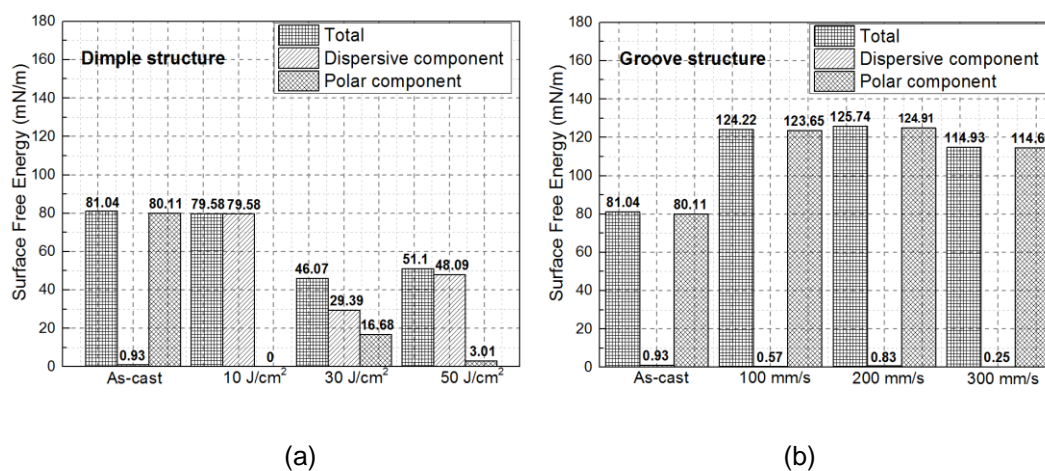 Surface Free Energy (mN/m)
180
160
140
120
100
80
60
40
20
0
Dimple structure
Total
Dispersive component
Polar component
81.04
0.93
80.11
79.58
79.58
0
46.07
29.39
16.68
51.1
48.09
3.01
As-cast
10 J/cm²
30 J/cm²
50 J/cm²
(a)
Surface Free Energy (mN/m)
180
160
140
120
100
80
60
40
20
0
Groove structure
Total
Dispersive component
Polar component
81.04
0.93
80.11
124.22
0.57
123.65
125.74
0.83
124.91
114.93
0.25
114.6
As-cast
100 mm/s
200 mm/s
300 mm/s
(b)